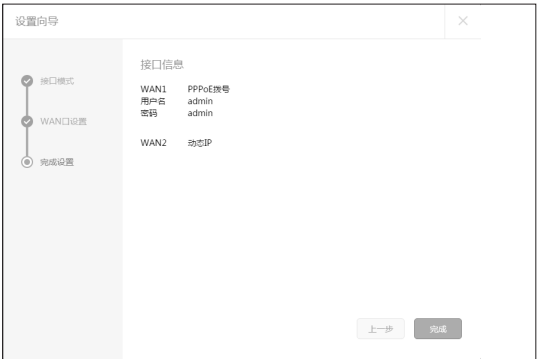 设置向导
接口模式
WAN口设置
完成设置
接口信息
WAN1 PPPoE拨号
用户名 admin
密码 admin
WAN2 动态IP
上一步 完成